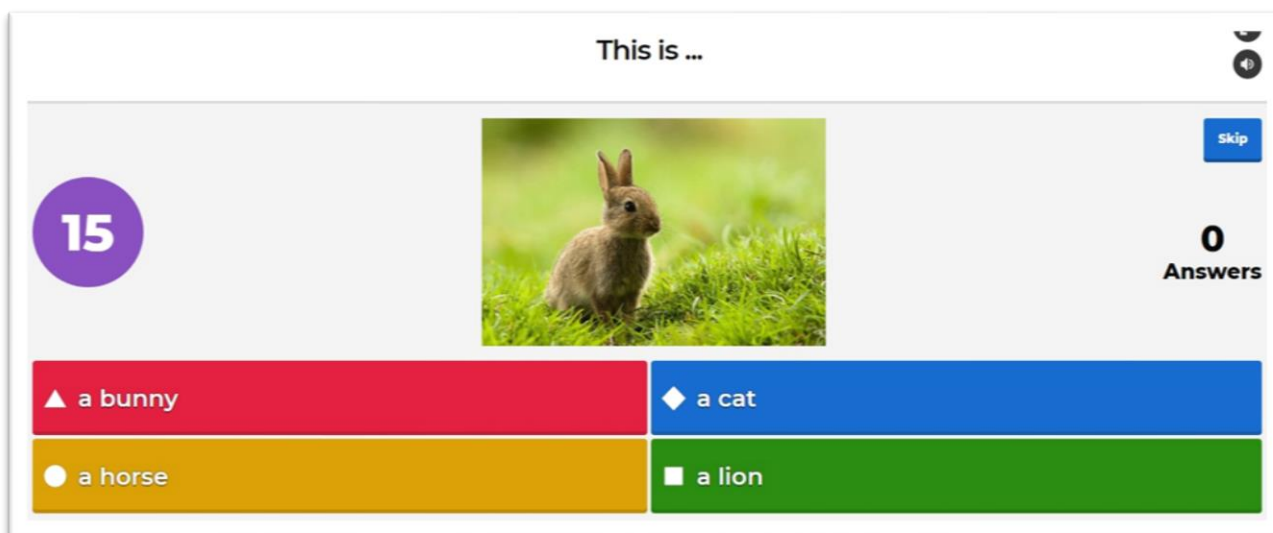 This is ...
Skip
15
0
Answers
a bunny
a cat
a horse
a lion